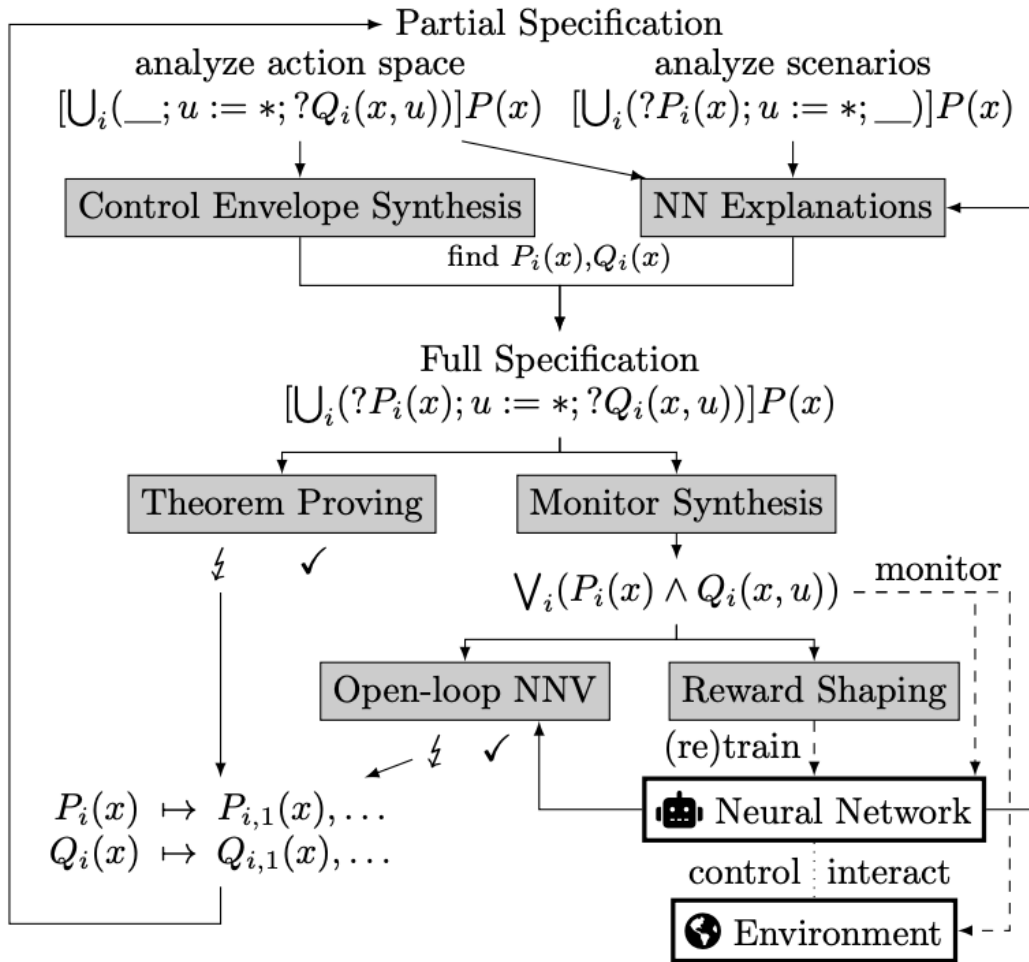 Partial Specification
analyze action space
analyze scenarios
[⋃ᵢ(__; u := *; ?Qᵢ(x, u))]P(x)
[⋃ᵢ(?Pᵢ(x); u := *; __)]P(x)
Control Envelope Synthesis
NN Explanations
find Pᵢ(x),Qᵢ(x)
Full Specification
[⋃ᵢ(?Pᵢ(x); u := *; ?Qᵢ(x, u))]P(x)
Theorem Proving
Monitor Synthesis
↯ ✓
⋁ᵢ(Pᵢ(x) ∧ Qᵢ(x, u))
monitor
Open-loop NNV
Reward Shaping
↯ ✓
(re)train
Pᵢ(x) ↦ Pᵢ,₁(x), …
Qᵢ(x) ↦ Qᵢ,₁(x), …
Neural Network
control interact
Environment